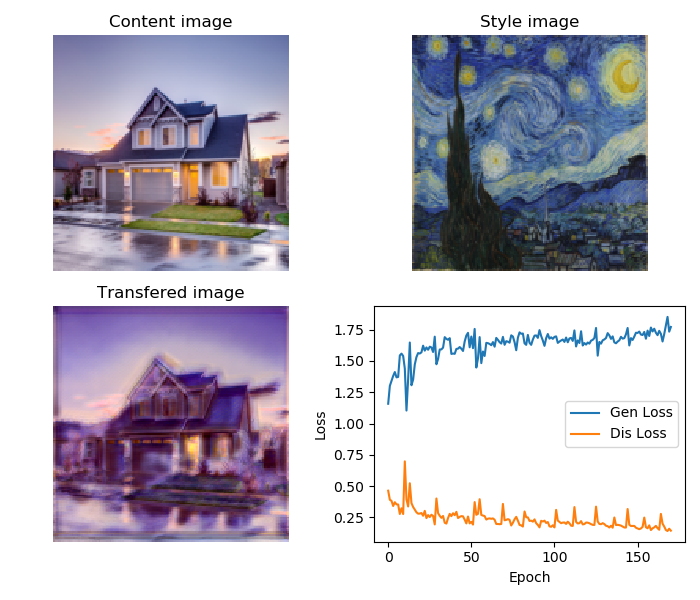 Content image
Style image
Transfered image
1.75
1.50
1.25
1.00
0.75
0.50
0.25
Loss
Gen Loss
Dis Loss
0
50
100
150
Epoch